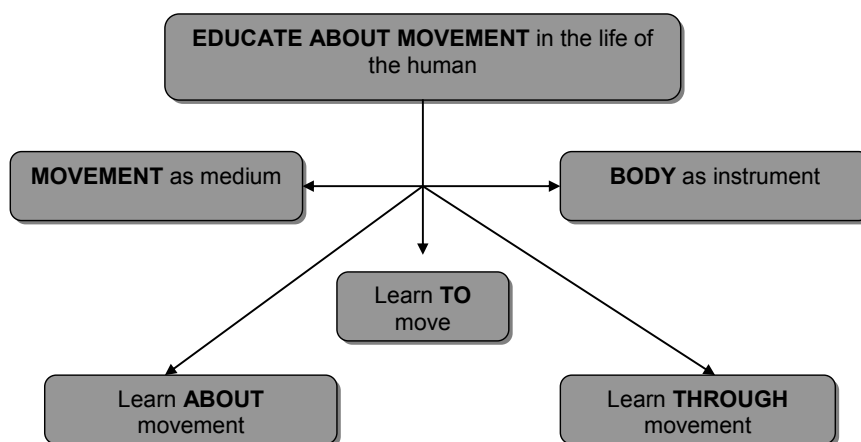 EDUCATE ABOUT MOVEMENT in the life of
the human
MOVEMENT as medium
BODY as instrument
Learn TO
move
Learn ABOUT
movement
Learn THROUGH
movement